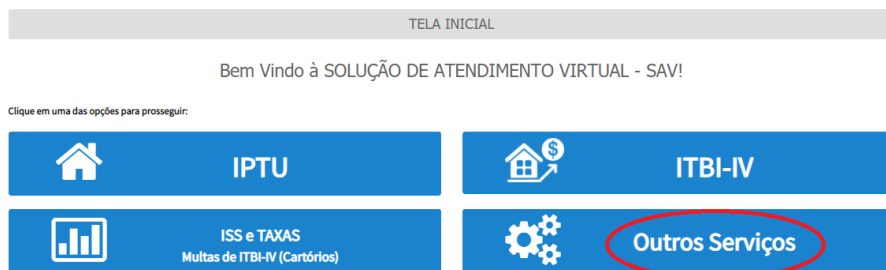 TELA INICIAL
Bem Vindo à SOLUÇÃO DE ATENDIMENTO VIRTUAL - SAV!
Clique em uma das opções para prosseguir:
IPTU
$
ITBI-IV
ISS e TAXAS
Multas de ITBI-IV (Cartórios)
Outros Serviços